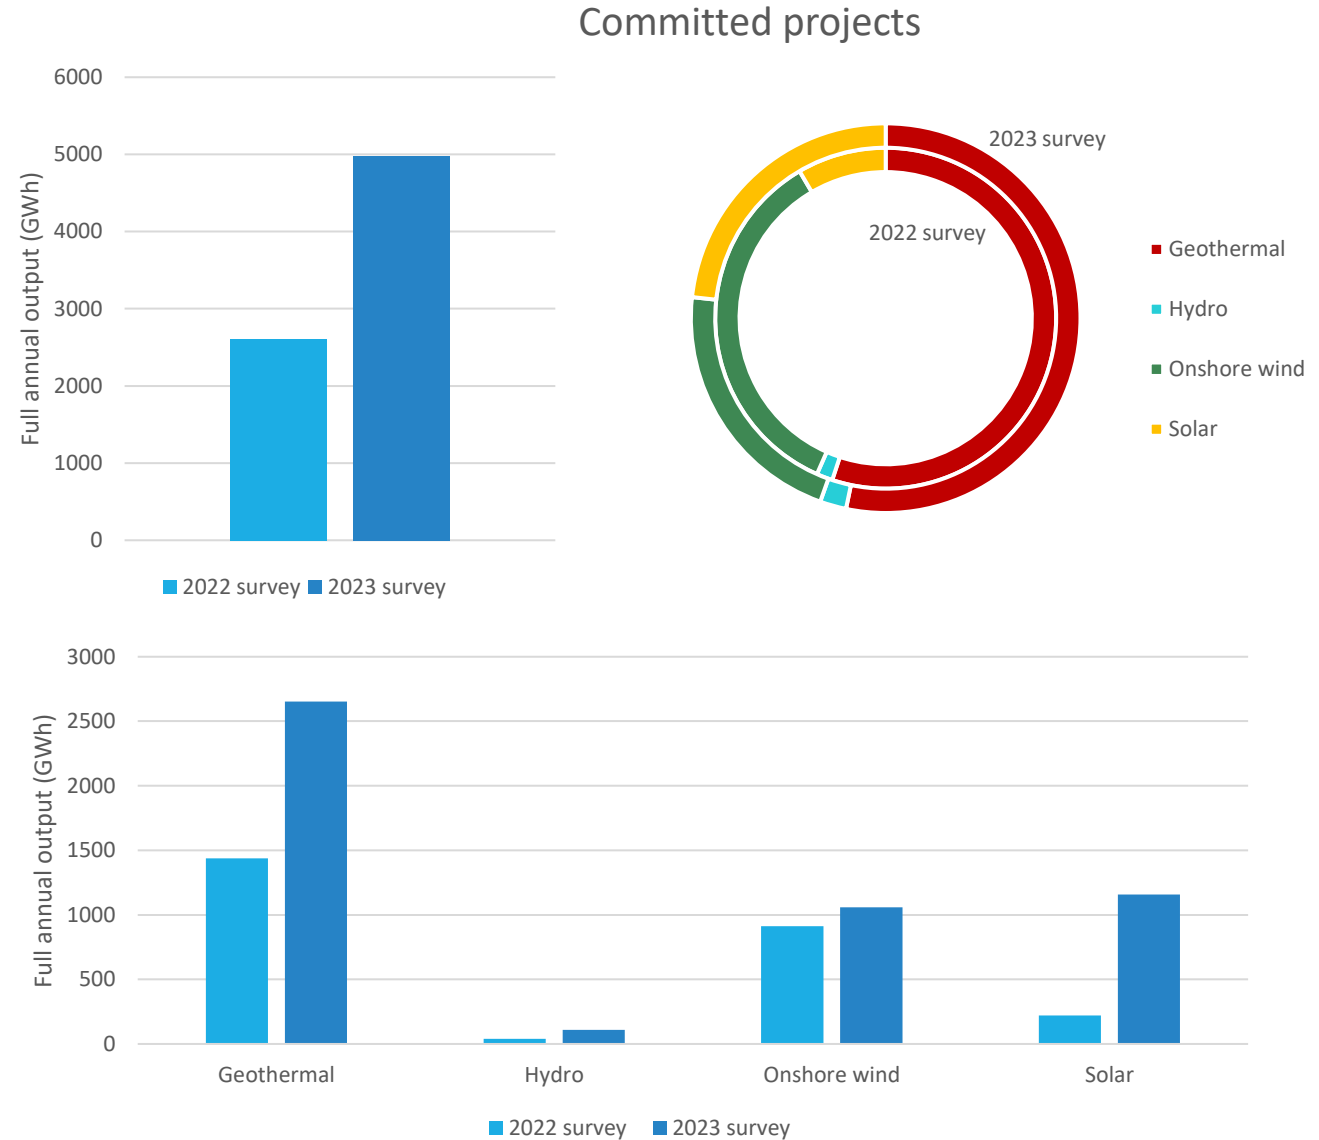 Committed projects
6000
5000
4000
3000
2000
1000
0
Full annual output (GWh)
2022 survey
2023 survey
2023 survey
2022 survey
Geothermal
Hydro
Onshore wind
Solar
3000
2500
2000
1500
1000
500
0
Full annual output (GWh)
Geothermal
Hydro
Onshore wind
Solar
2022 survey
2023 survey